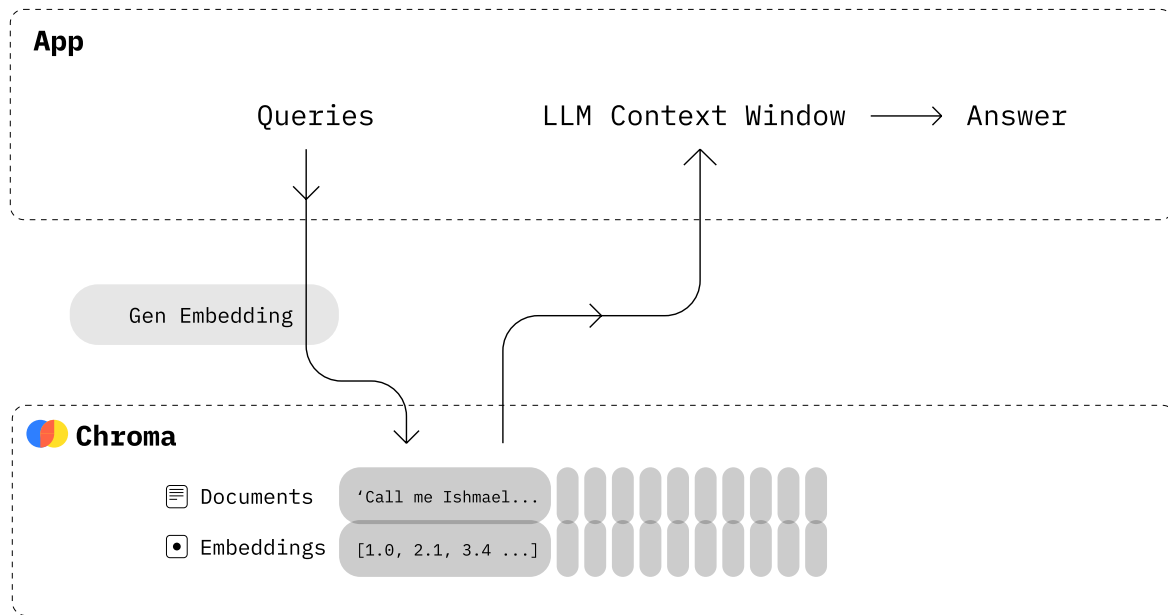 App
Queries
LLM Context Window
Answer
Gen Embedding
Chroma
Documents
‘Call me Ishmael...
Embeddings
[1.0, 2.1, 3.4 ...]